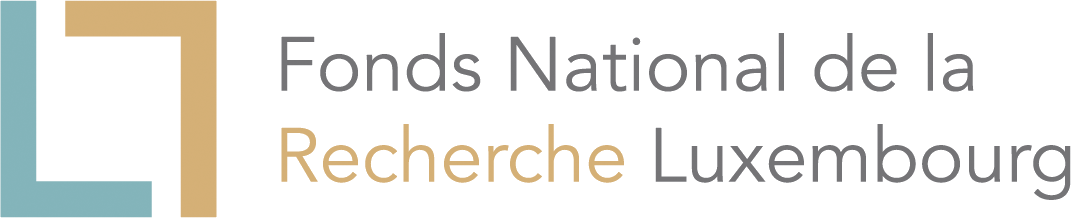 Fonds National de la
Recherche Luxembourg